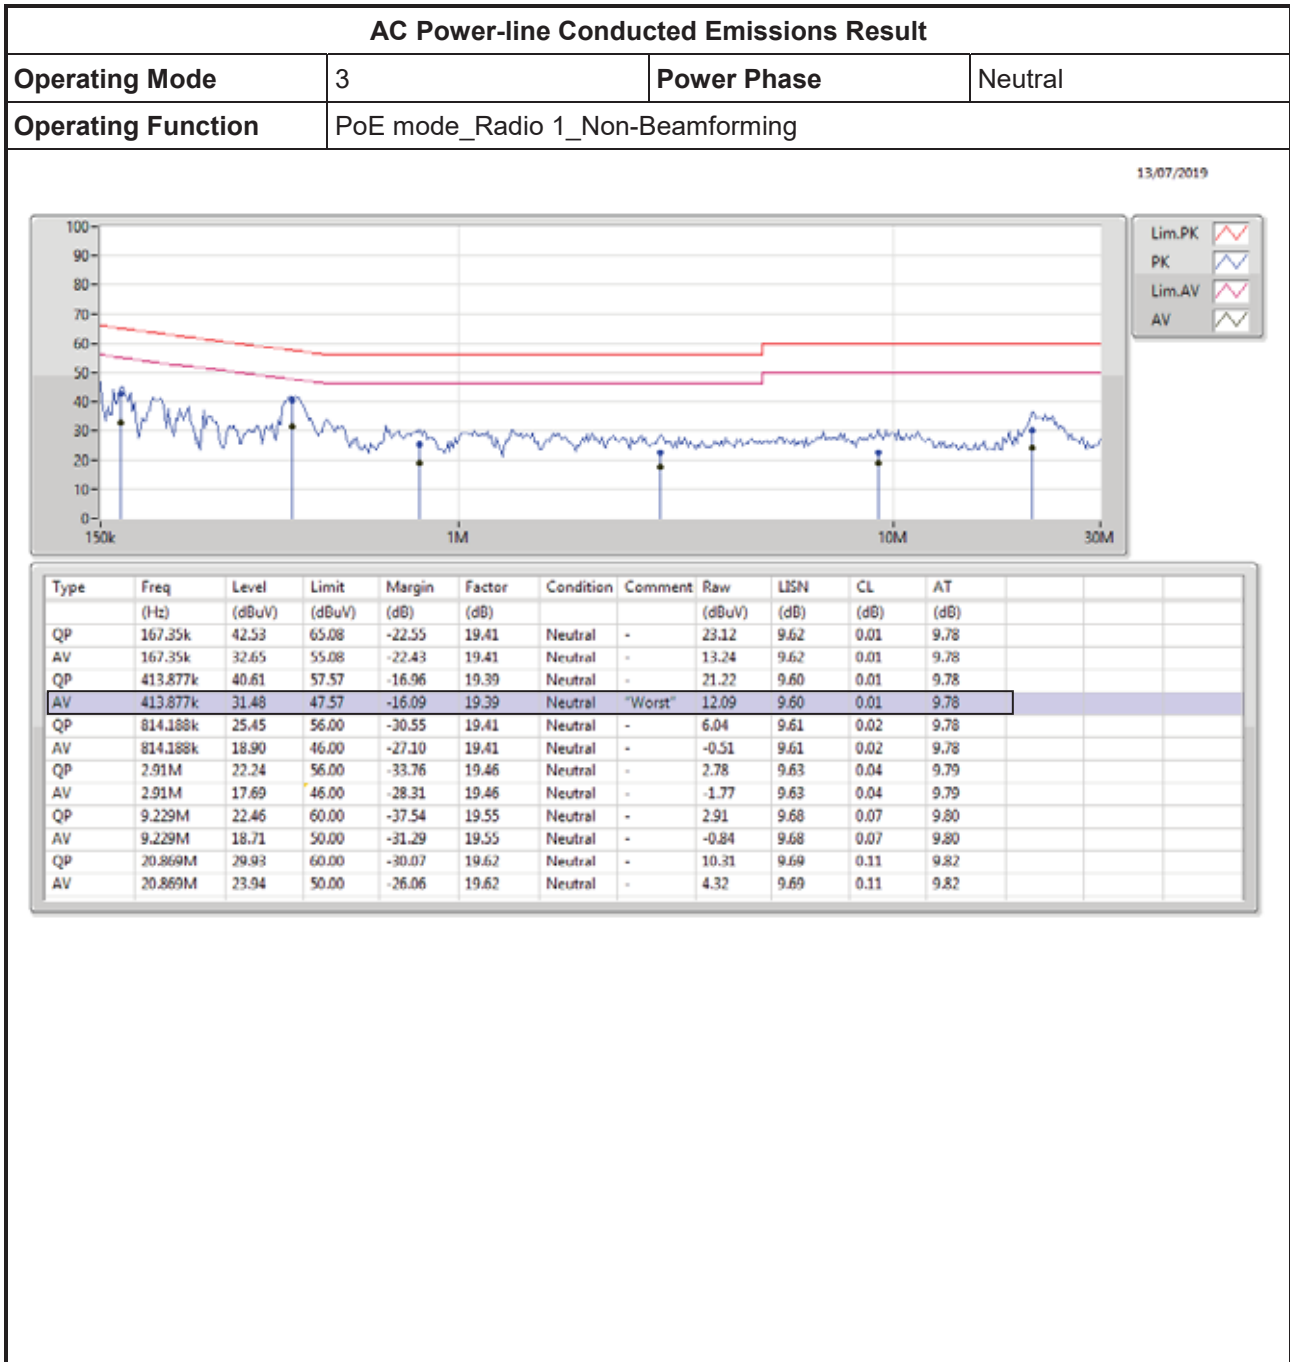 AC Power-line Conducted Emissions Result
Operating Mode 3 Power Phase Neutral
Operating Function PoE mode_Radio 1_Non-Beamforming
13/07/2019
100
90
80
70
60
50
40
30
20
10
0
150k 1M 10M 30M
Lim.PK
PK
Lim.AV
AV
Type Freq Level Limit Margin Factor Condition Comment Raw LISN CL AT
(Hz) (dBuV) (dBuV) (dB) (dB) (dBuV) (dB) (dB) (dB)
QP 167.35k 42.53 65.08 -22.55 19.41 Neutral - 23.12 9.62 0.01 9.78
AV 167.35k 32.65 55.08 -22.43 19.41 Neutral - 13.24 9.62 0.01 9.78
QP 413.877k 40.61 57.57 -16.96 19.39 Neutral - 21.22 9.60 0.01 9.78
AV 413.877k 31.48 47.57 -16.09 19.39 Neutral "Worst" 12.09 9.60 0.01 9.78
QP 814.188k 25.45 56.00 -30.55 19.41 Neutral - 6.04 9.61 0.02 9.78
AV 814.188k 18.90 46.00 -27.10 19.41 Neutral - -0.51 9.61 0.02 9.78
QP 2.91M 22.24 56.00 -33.76 19.46 Neutral - 2.78 9.63 0.04 9.79
AV 2.91M 17.69 46.00 -28.31 19.46 Neutral - -1.77 9.63 0.04 9.79
QP 9.229M 22.46 60.00 -37.54 19.55 Neutral - 2.91 9.68 0.07 9.80
AV 9.229M 18.71 50.00 -31.29 19.55 Neutral - -0.84 9.68 0.07 9.80
QP 20.869M 29.93 60.00 -30.07 19.62 Neutral - 10.31 9.69 0.11 9.82
AV 20.869M 23.94 50.00 -26.06 19.62 Neutral - 4.32 9.69 0.11 9.82